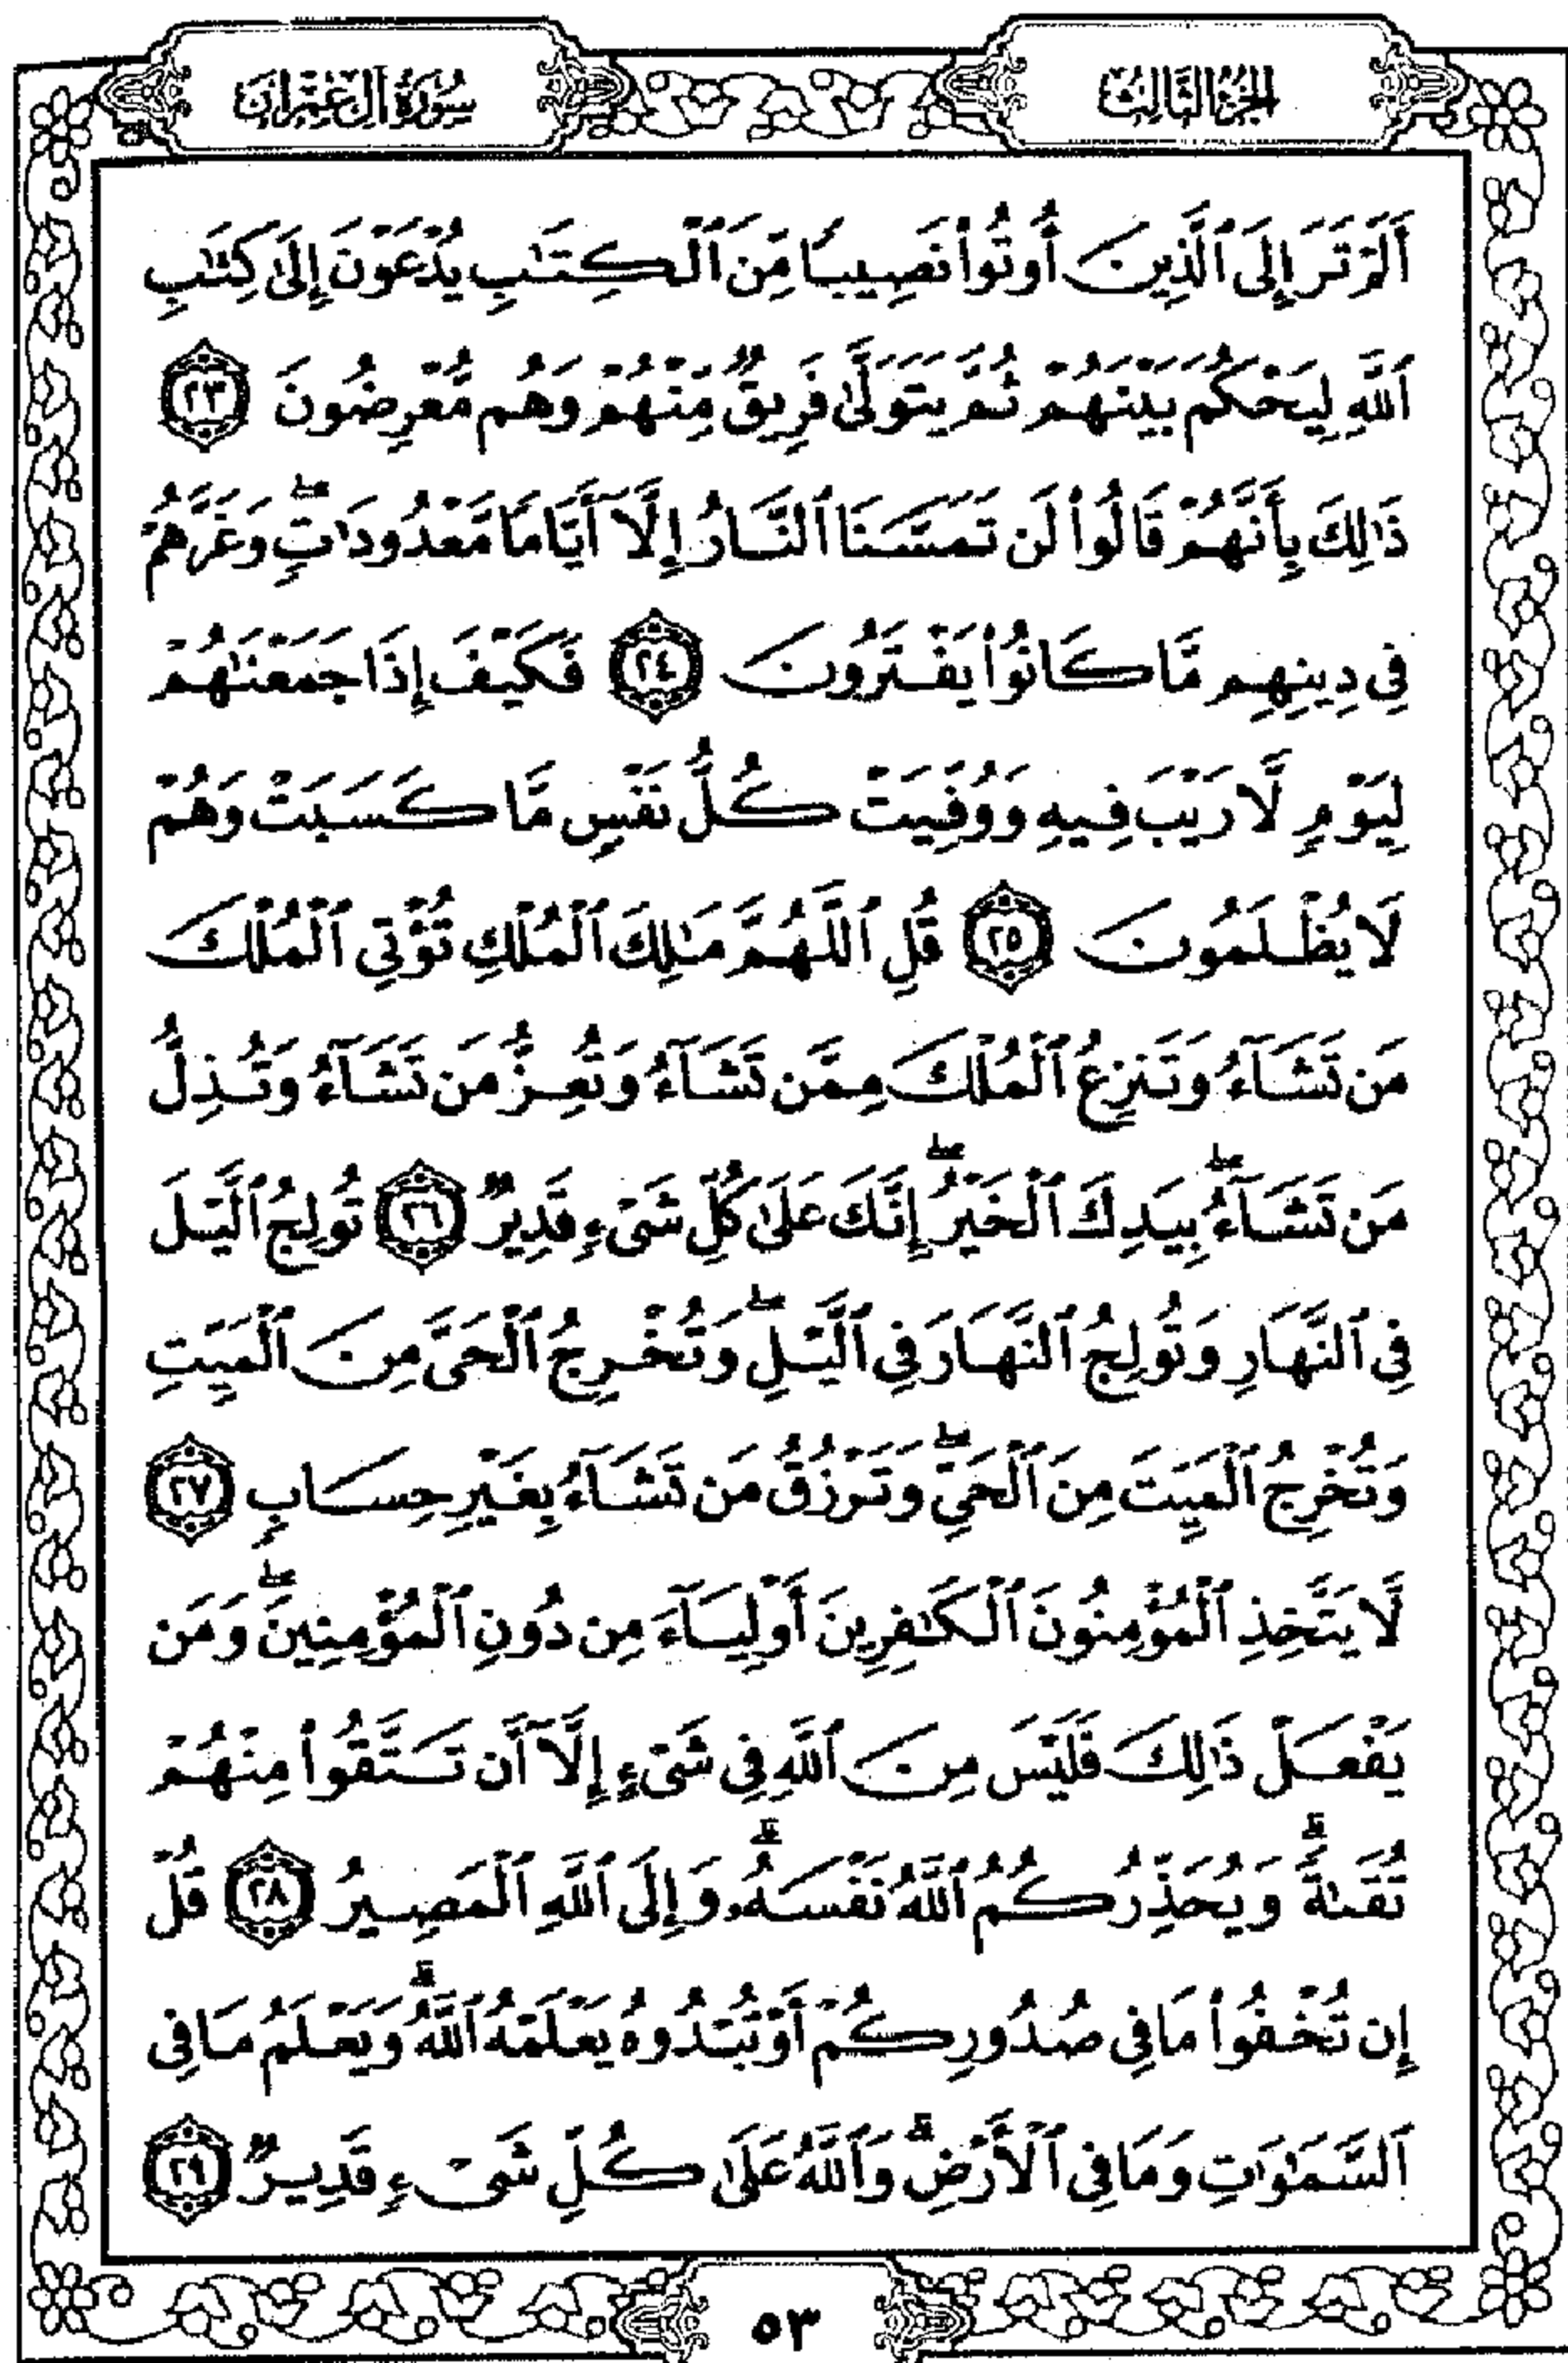 الجزء الثالث
سورة آل عمران
أَلَمْ تَرَ إِلَى ٱلَّذِينَ أُوتُوا۟ نَصِيبًا مِّنَ ٱلْكِتَٰبِ يُدْعَوْنَ إِلَىٰ كِتَٰبِ
ٱللَّهِ لِيَحْكُمَ بَيْنَهُمْ ثُمَّ يَتَوَلَّىٰ فَرِيقٌ مِّنْهُمْ وَهُم مُّعْرِضُونَ ٢٣
ذَٰلِكَ بِأَنَّهُمْ قَالُوا۟ لَن تَمَسَّنَا ٱلنَّارُ إِلَّآ أَيَّامًا مَّعْدُودَٰتٍۖ وَغَرَّهُمْ
فِى دِينِهِم مَّا كَانُوا۟ يَفْتَرُونَ ٢٤ فَكَيْفَ إِذَا جَمَعْنَٰهُمْ
لِيَوْمٍ لَّا رَيْبَ فِيهِ وَوُفِّيَتْ كُلُّ نَفْسٍ مَّا كَسَبَتْ وَهُمْ
لَا يُظْلَمُونَ ٢٥ قُلِ ٱللَّهُمَّ مَٰلِكَ ٱلْمُلْكِ تُؤْتِى ٱلْمُلْكَ
مَن تَشَآءُ وَتَنزِعُ ٱلْمُلْكَ مِمَّن تَشَآءُ وَتُعِزُّ مَن تَشَآءُ وَتُذِلُّ
مَن تَشَآءُۖ بِيَدِكَ ٱلْخَيْرُۖ إِنَّكَ عَلَىٰ كُلِّ شَىْءٍ قَدِيرٌ ٢٦ تُولِجُ ٱلَّيْلَ
فِى ٱلنَّهَارِ وَتُولِجُ ٱلنَّهَارَ فِى ٱلَّيْلِۖ وَتُخْرِجُ ٱلْحَىَّ مِنَ ٱلْمَيِّتِ
وَتُخْرِجُ ٱلْمَيِّتَ مِنَ ٱلْحَىِّۖ وَتَرْزُقُ مَن تَشَآءُ بِغَيْرِ حِسَابٍ ٢٧
لَّا يَتَّخِذِ ٱلْمُؤْمِنُونَ ٱلْكَٰفِرِينَ أَوْلِيَآءَ مِن دُونِ ٱلْمُؤْمِنِينَۖ وَمَن
يَفْعَلْ ذَٰلِكَ فَلَيْسَ مِنَ ٱللَّهِ فِى شَىْءٍ إِلَّآ أَن تَتَّقُوا۟ مِنْهُمْ
تُقَىٰةًۗ وَيُحَذِّرُكُمُ ٱللَّهُ نَفْسَهُۥۗ وَإِلَى ٱللَّهِ ٱلْمَصِيرُ ٢٨ قُلْ
إِن تُخْفُوا۟ مَا فِى صُدُورِكُمْ أَوْ تُبْدُوهُ يَعْلَمْهُ ٱللَّهُۗ وَيَعْلَمُ مَا فِى
ٱلسَّمَٰوَٰتِ وَمَا فِى ٱلْأَرْضِۗ وَٱللَّهُ عَلَىٰ كُلِّ شَىْءٍ قَدِيرٌ ٢٩
٥٣